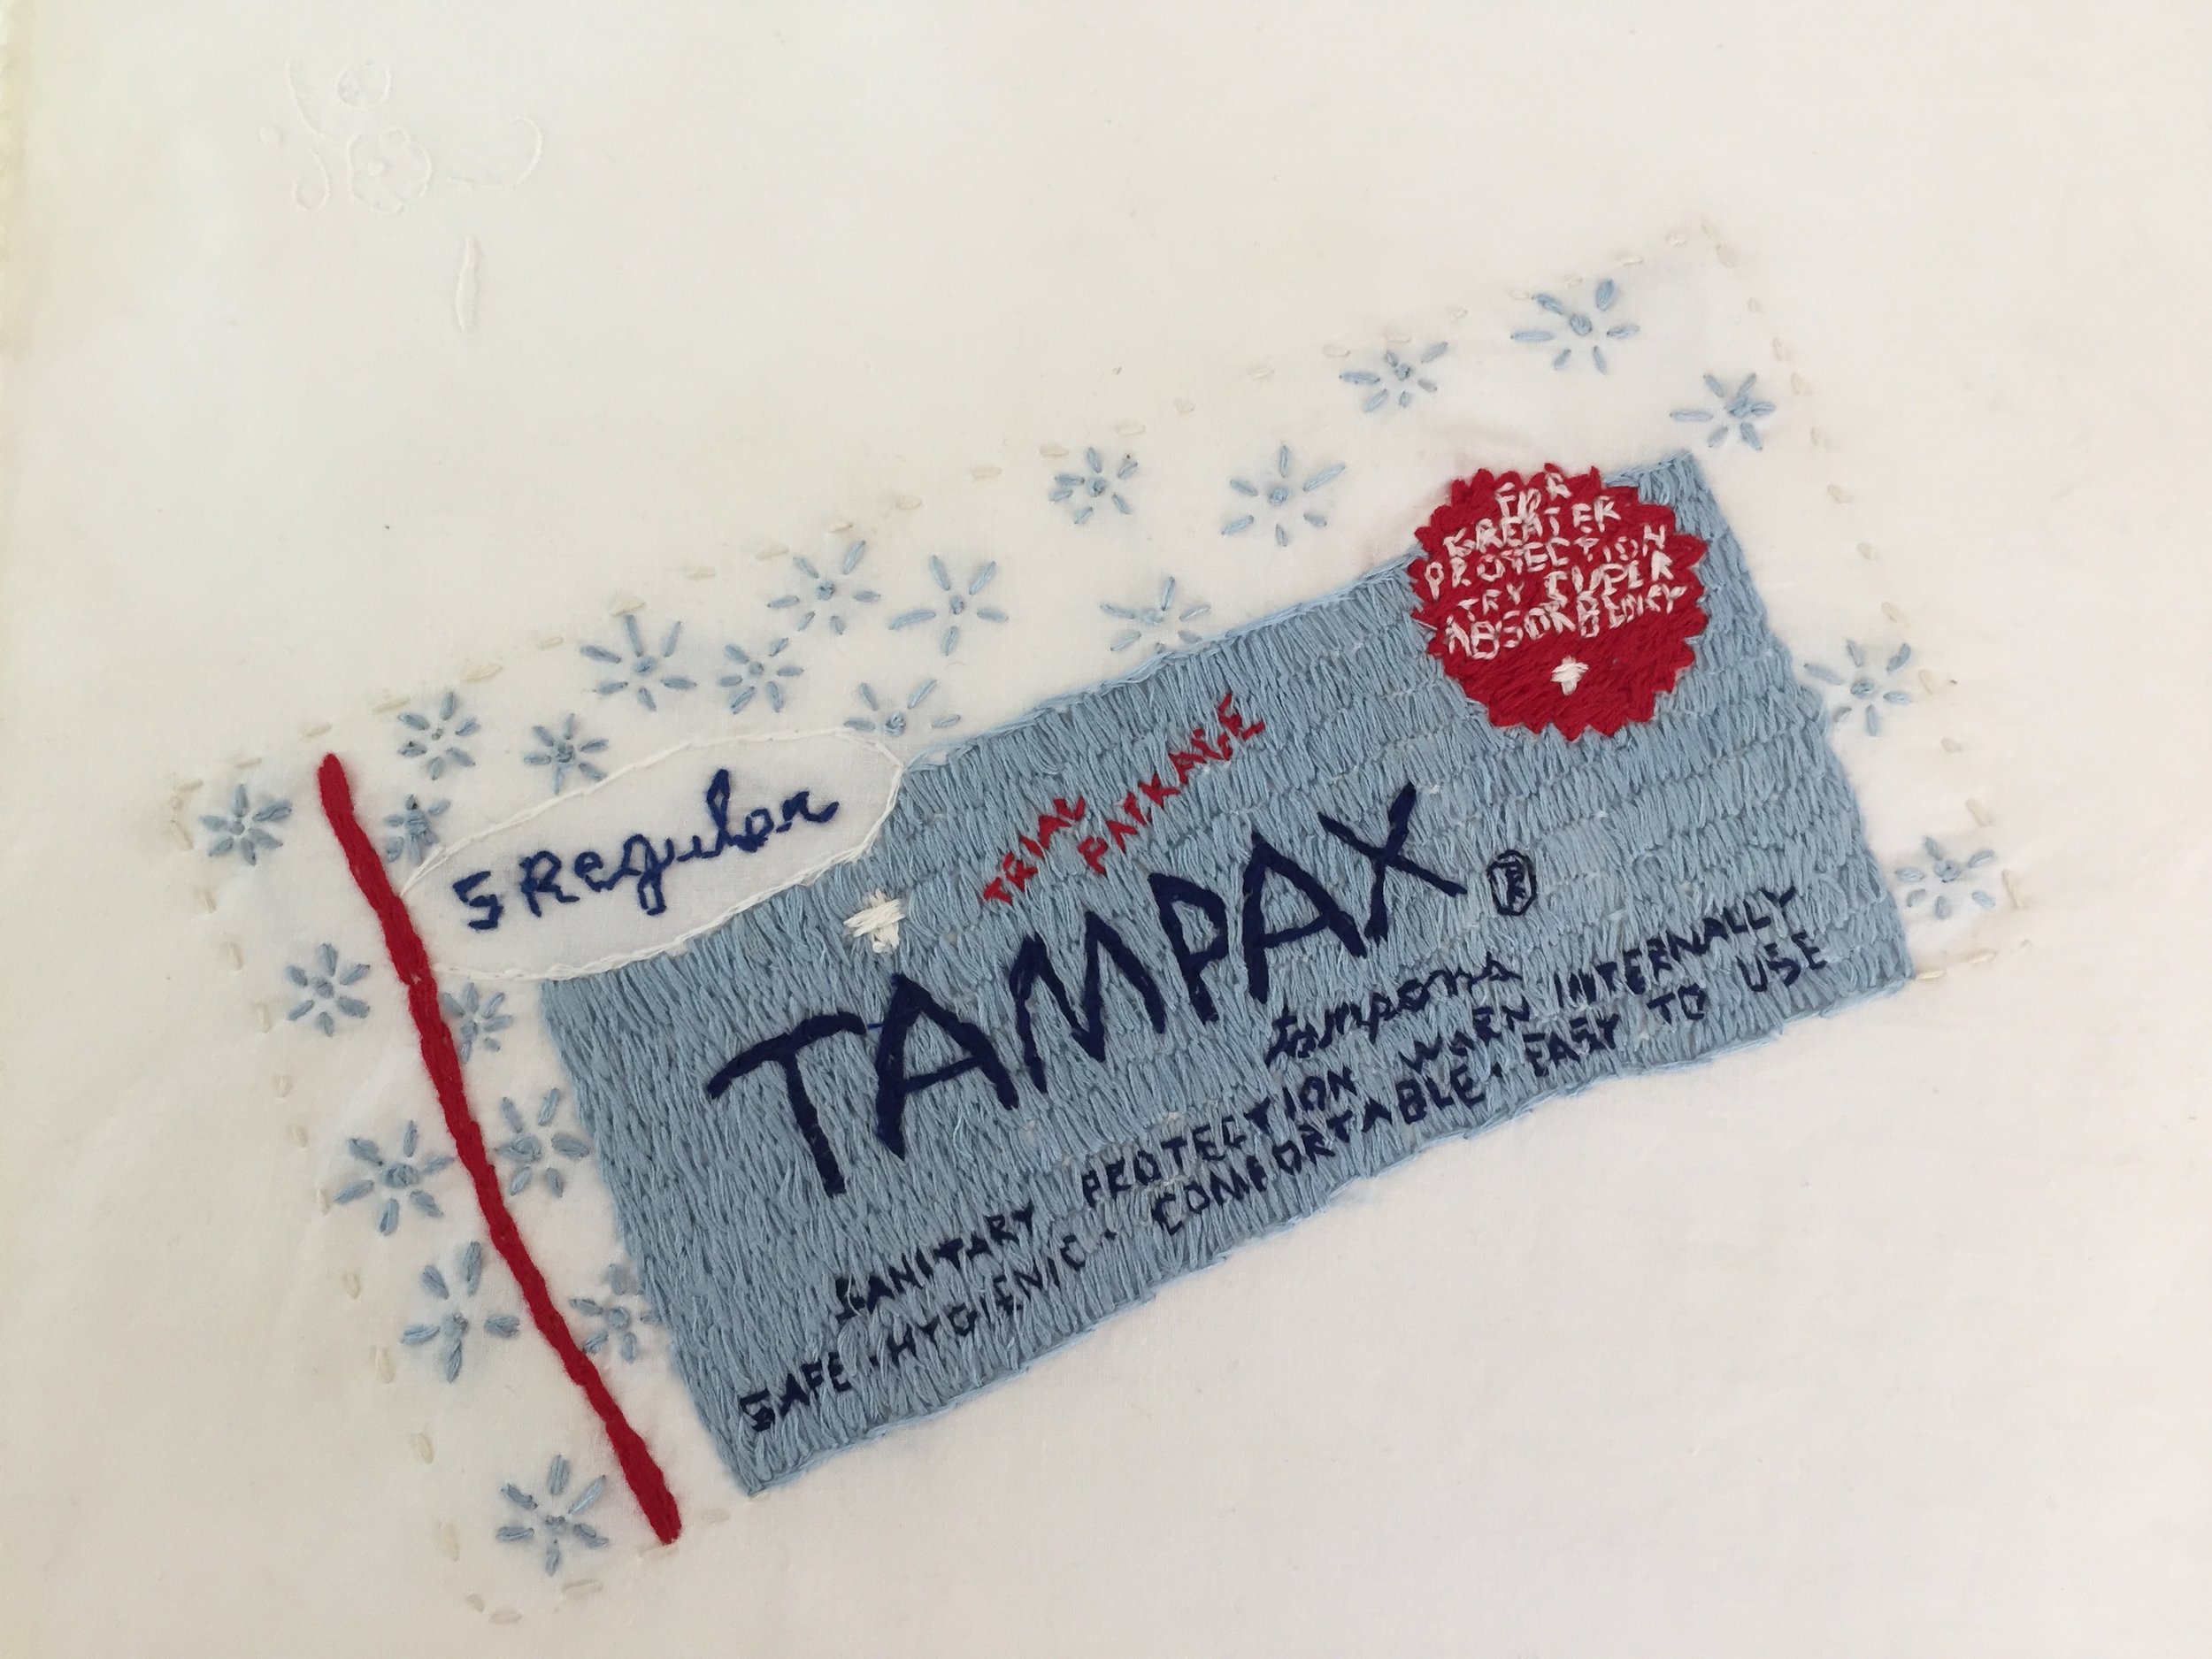 FOR
GREATER
PROTECTION
TRY SUPER
ABSORBENCY
5 Regular
TRIAL
PACKAGE
TAMPAX®
tampons
SANITARY PROTECTION WORN INTERNALLY
SAFE · HYGIENIC · COMFORTABLE · EASY TO USE